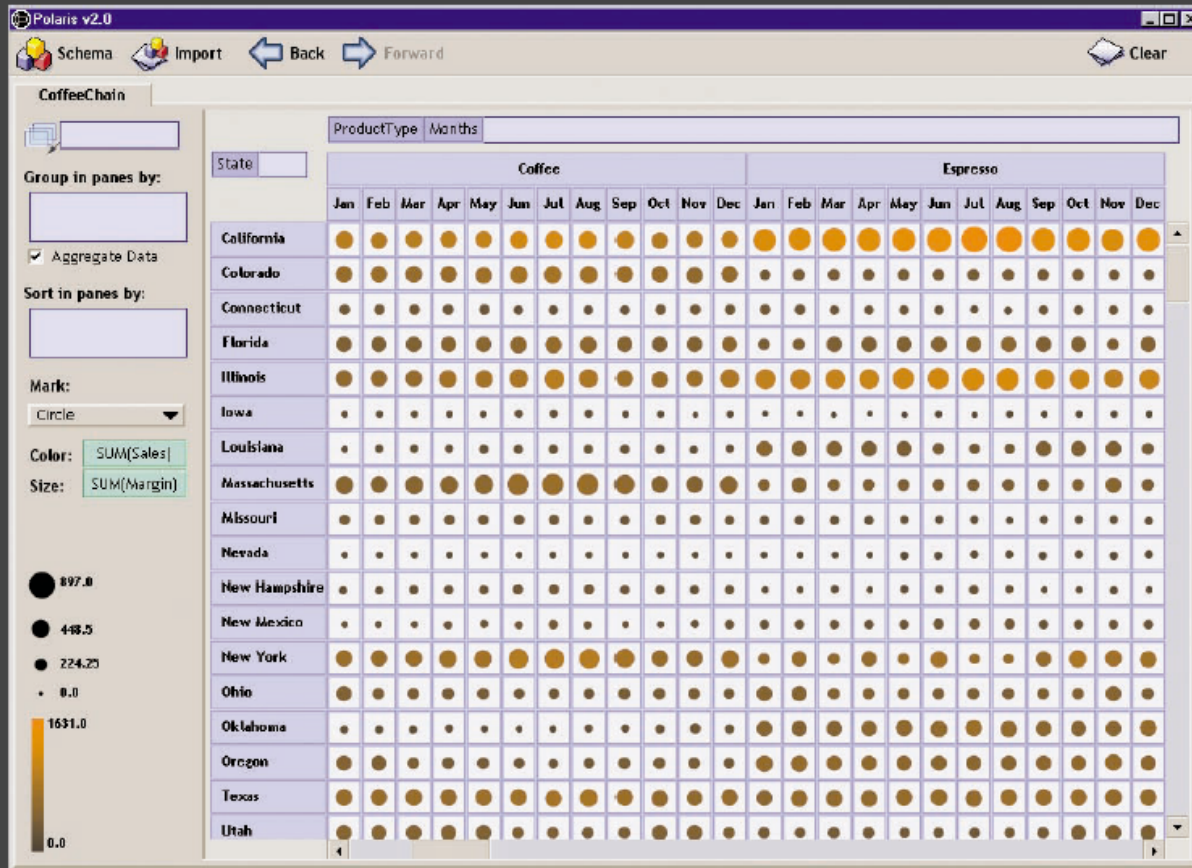 Polaris v2.0
Schema Import Back Forward Clear
CoffeeChain
ProductType Months
State
Coffee Espresso
Group in panes by:
Jan Feb Mar Apr May Jun Jul Aug Sep Oct Nov Dec Jan Feb Mar Apr May Jun Jul Aug Sep Oct Nov Dec
California
Aggregate Data
Colorado
Sort in panes by:
Connecticut
Florida
Illinois
Mark:
Circle
Iowa
Louisiana
Color: SUM(Sales|
Size: SUM(Margin)
Massachusetts
Missouri
Nevada
897.0
New Hampshire
448.5
New Mexico
224.25
New York
0.0
Ohio
1631.0
Oklahoma
Oregon
Texas
Utah
0.0